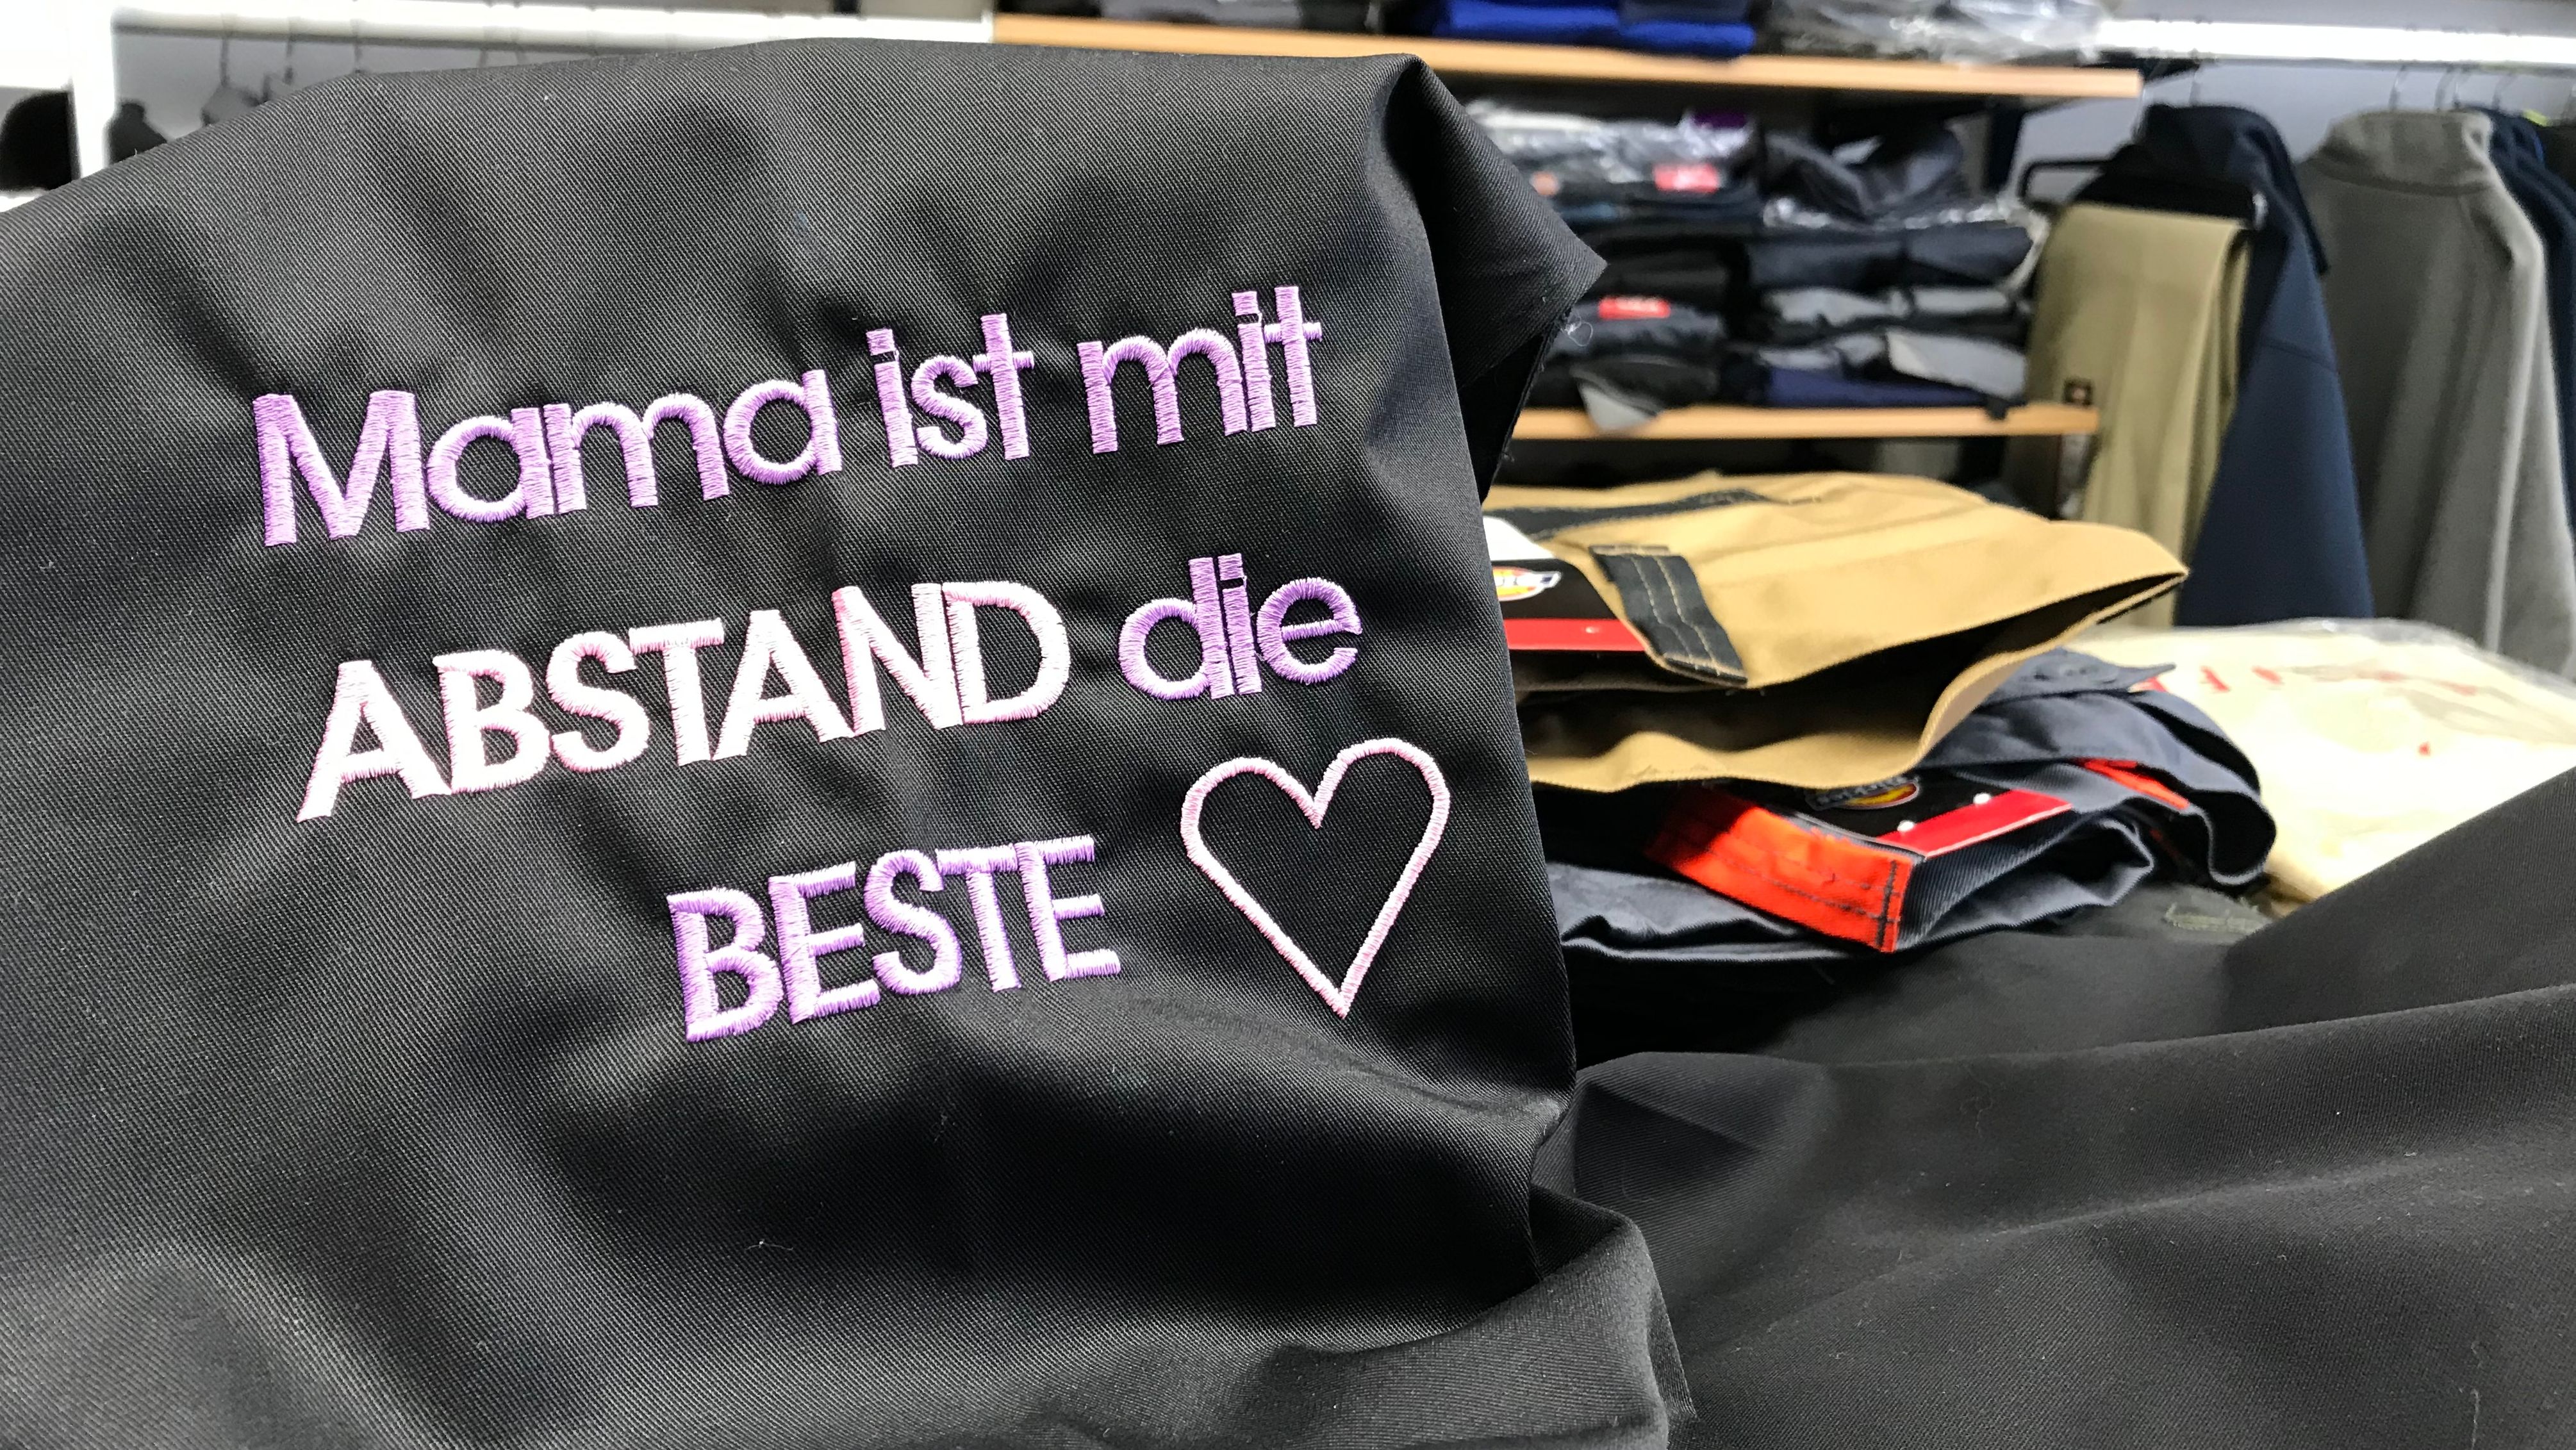 Mama ist mit
ABSTAND die
BESTE